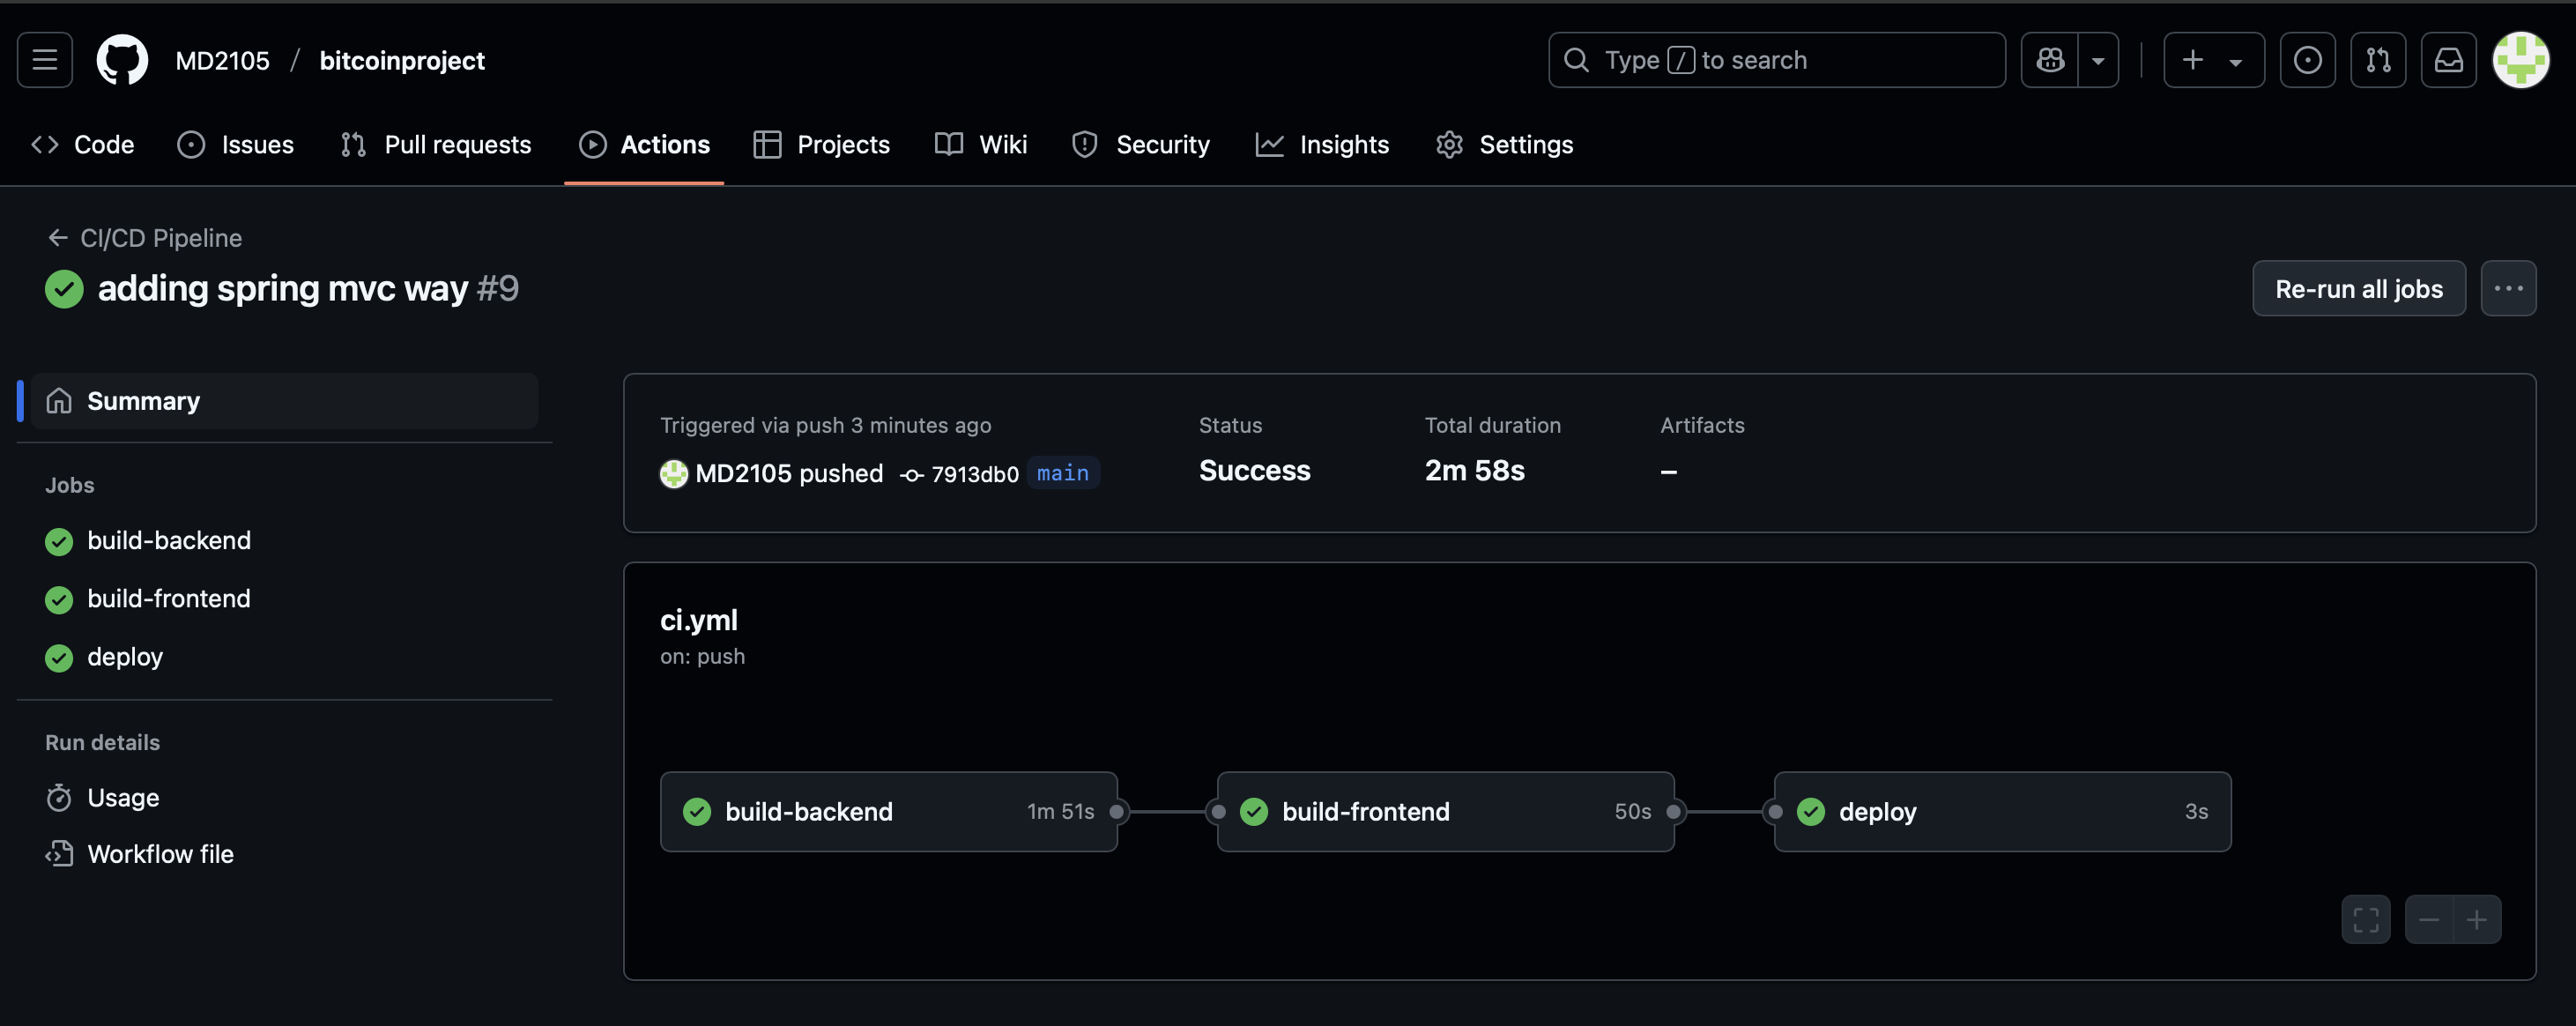 MD2105 / bitcoinproject
Type / to search
Code Issues Pull requests Actions Projects Wiki Security Insights Settings
CI/CD Pipeline
adding spring mvc way #9
Re-run all jobs
Summary
Jobs
build-backend
build-frontend
deploy
Run details
Usage
Workflow file
Triggered via push 3 minutes ago
MD2105 pushed 7913db0 main
Status
Success
Total duration
2m 58s
Artifacts
–
ci.yml
on: push
build-backend 1m 51s
build-frontend 50s
deploy 3s